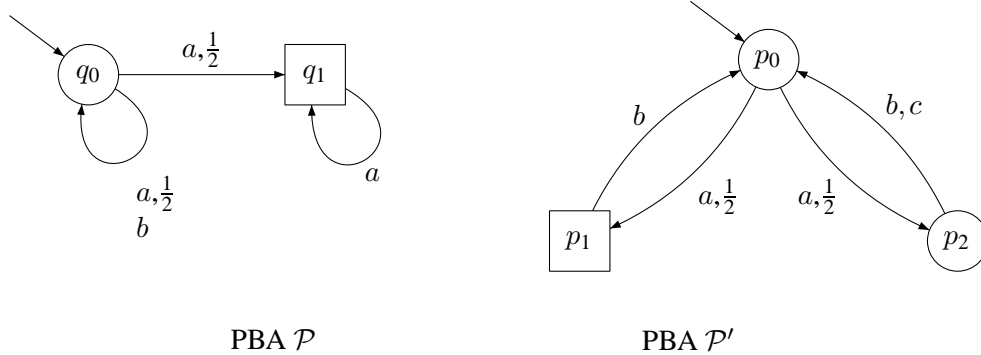 q₀
a,½
q₁
a,½
b
a
PBA 𝒫
p₀
b
b, c
a,½
a,½
p₁
p₂
PBA 𝒫′